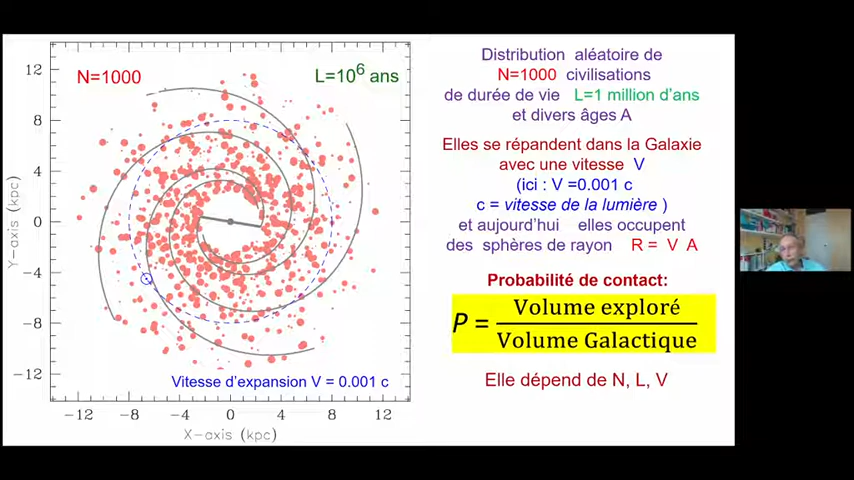 N=1000
L=10⁶ ans
12
8
4
0
−4
−8
−12
Y-axis (kpc)
Vitesse d'expansion V = 0.001 c
−12 −8 −4 0 4 8 12
X-axis (kpc)
Distribution aléatoire de
N=1000 civilisations
de durée de vie L=1 million d'ans
et divers âges A
Elles se répandent dans la Galaxie
avec une vitesse V
(ici : V =0.001 c
c = vitesse de la lumière )
et aujourd'hui elles occupent
des sphères de rayon R = V A
Probabilité de contact:
P = Volume exploré
Volume Galactique
Elle dépend de N, L, V